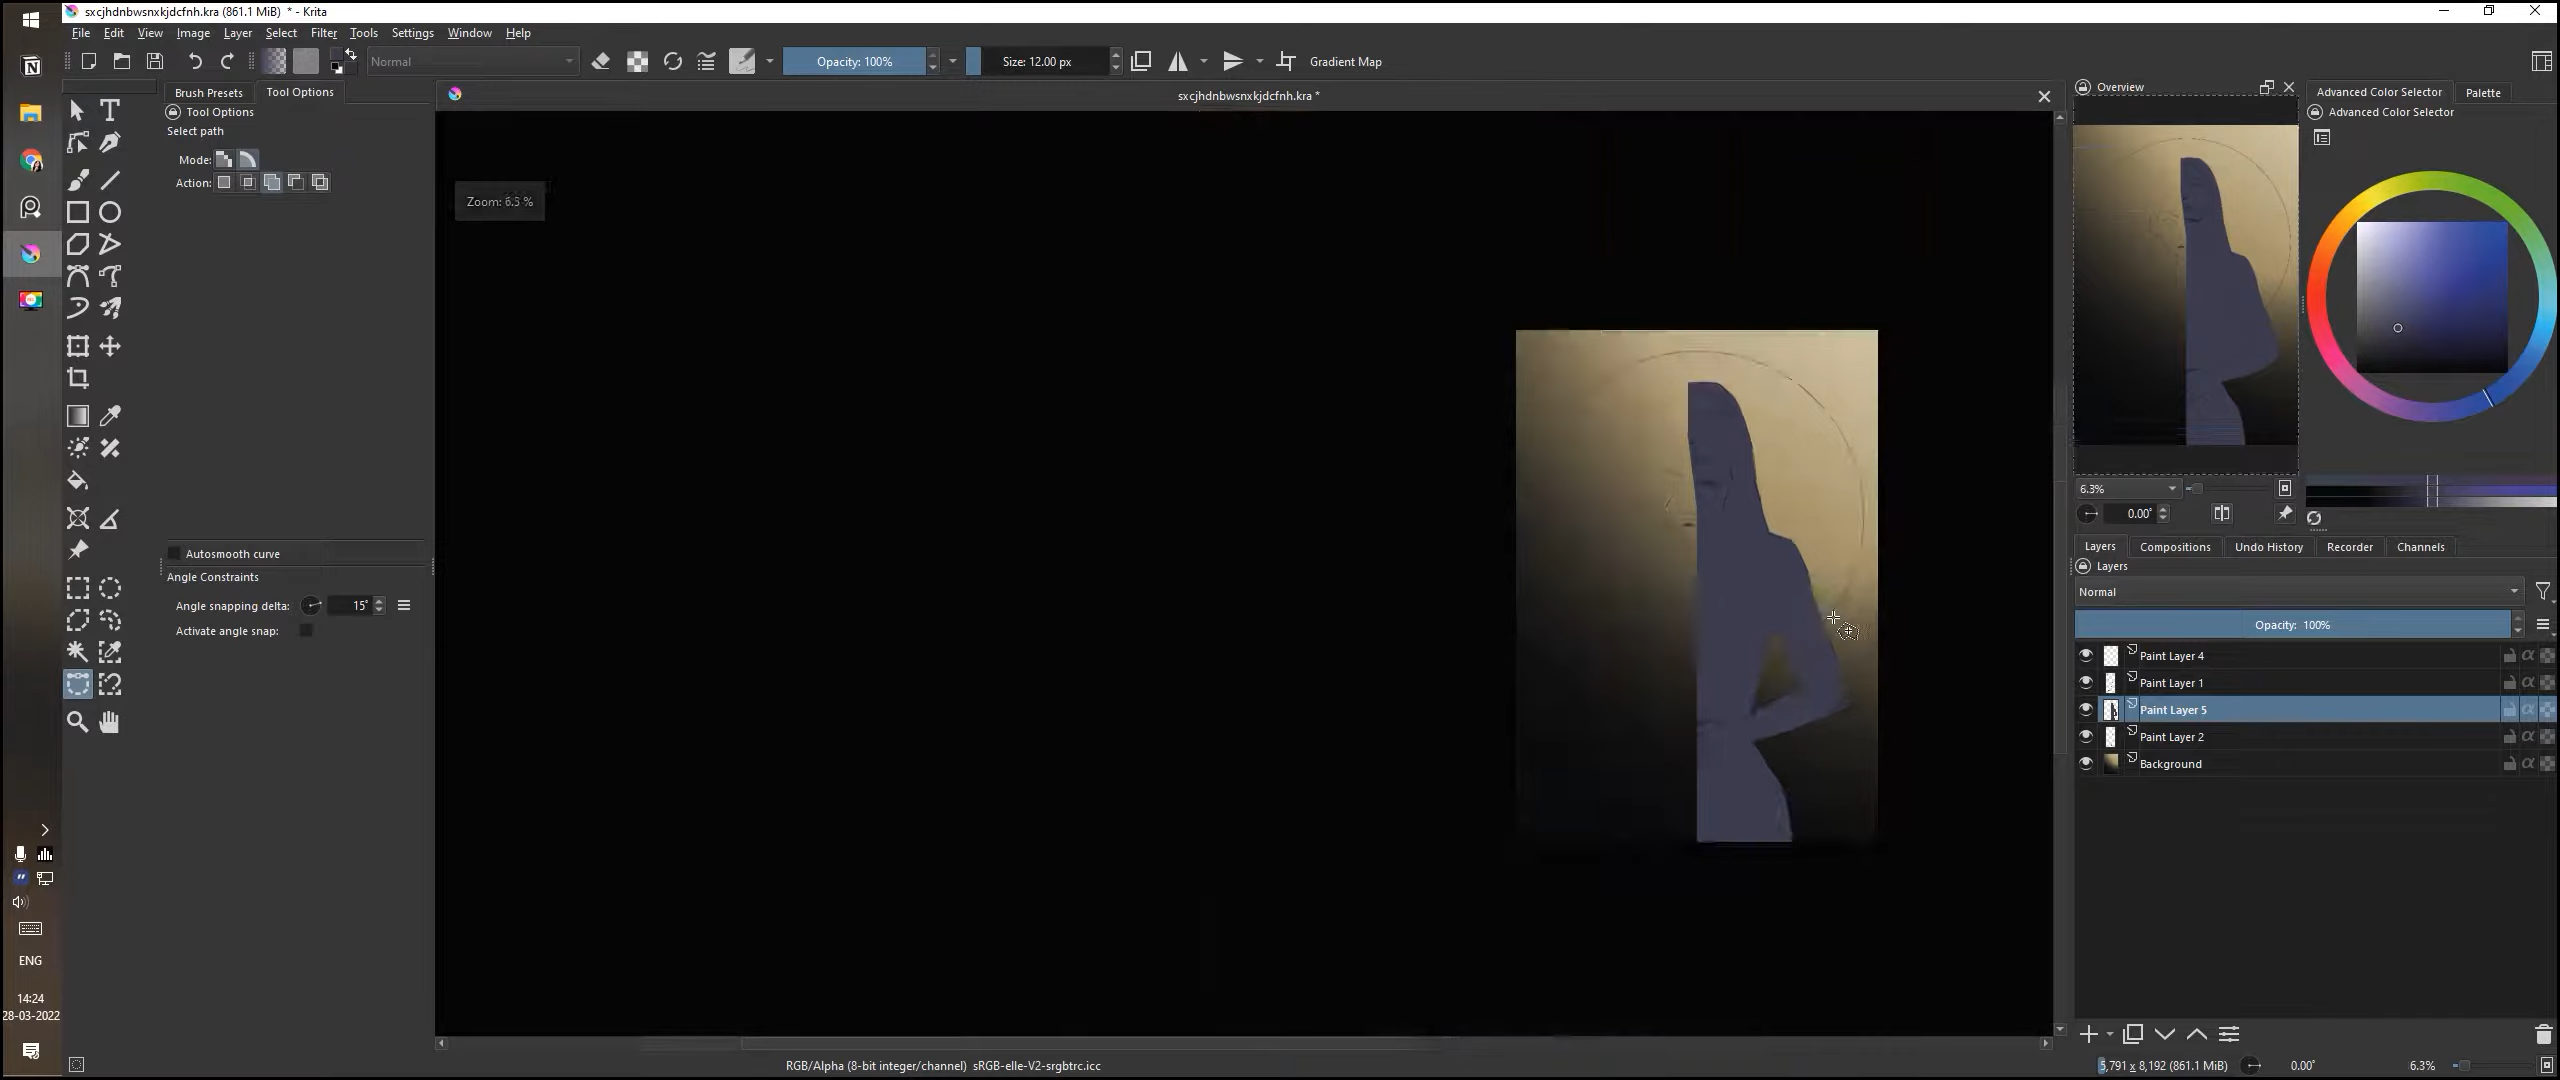 sxcjhdnbwsnxkjdcfnh.kra (861.1 MiB) * - Krita
File Edit View Image Layer Select Filter Tools Settings Window Help
Normal
Opacity: 100%
Size: 12.00 px
Gradient Map
Brush Presets
Tool Options
sxcjhdnbwsnxkjdcfnh.kra *
Overview
Advanced Color Selector
Palette
Tool Options
Advanced Color Selector
Select path
Mode:
Action:
Zoom: 6.3 %
6.3%
0.00°
Layers
Compositions
Undo History
Recorder
Channels
Autosmooth curve
Layers
Angle Constraints
Normal
Angle snapping delta:
15°
Opacity: 100%
Activate angle snap:
Paint Layer 4
Paint Layer 1
Paint Layer 5
Paint Layer 2
Background
ENG
14:24
28-03-2022
RGB/Alpha (8-bit integer/channel) sRGB-elle-V2-srgbtrc.icc
5,791 x 8,192 (861.1 MiB)
0.00°
6.3%